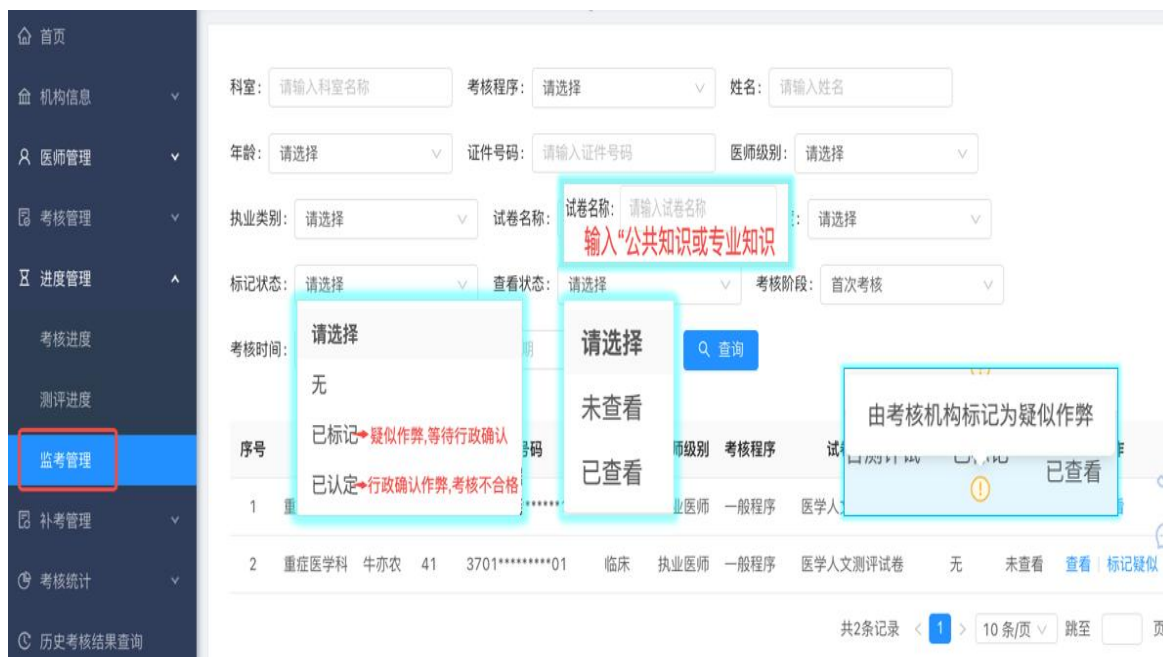 首页
机构信息
医师管理
考核管理
进度管理
考核进度
测评进度
监考管理
补考管理
考核统计
历史考核结果查询
科室： 请输入科室名称 考核程序： 请选择 姓名： 请输入姓名
年龄： 请选择 证件号码： 请输入证件号码 医师级别： 请选择
执业类别： 请选择 试卷名称： 试卷名称： 请输入试卷名称 请选择
输入“公共知识或专业知识
标记状态： 请选择 查看状态： 请选择 考核阶段： 首次考核
考核时间： 期 查询
请选择
无
已标记 疑似作弊,等待行政确认
已认定 行政确认作弊,考核不合格
请选择
未查看
已查看
由考核机构标记为疑似作弊
已查看
序号 号码 师级别 考核程序
1 重 业医师 一般程序 医学人
2 重症医学科 牛亦农 41 3701*********01 临床 执业医师 一般程序 医学人文测评试卷 无 未查看 查看 标记疑似
共2条记录 < 1 > 10 条/页 跳至 页